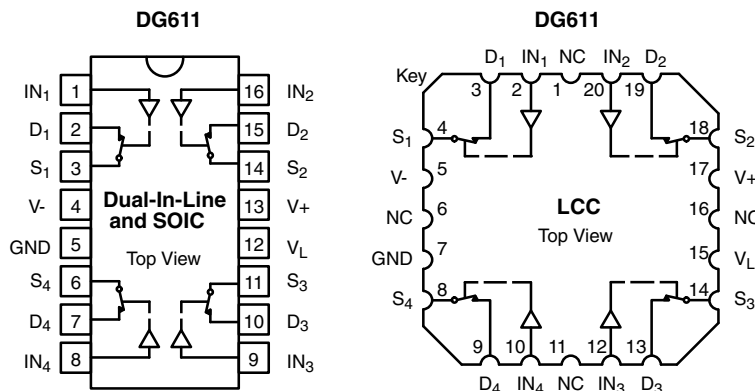 DG611
IN1 1 16 IN2
D1 2 15 D2
S1 3 14 S2
V- 4 Dual-In-Line 13 V+
and SOIC
GND 5 12 VL
Top View
S4 6 11 S3
D4 7 10 D3
IN4 8 9 IN3
DG611
D1 IN1 NC IN2 D2
Key
3 2 1 20 19
S1 4 18 S2
V- 5 17 V+
NC 6 LCC 16 NC
Top View
GND 7 15 VL
S4 8 14 S3
9 10 11 12 13
D4 IN4 NC IN3 D3